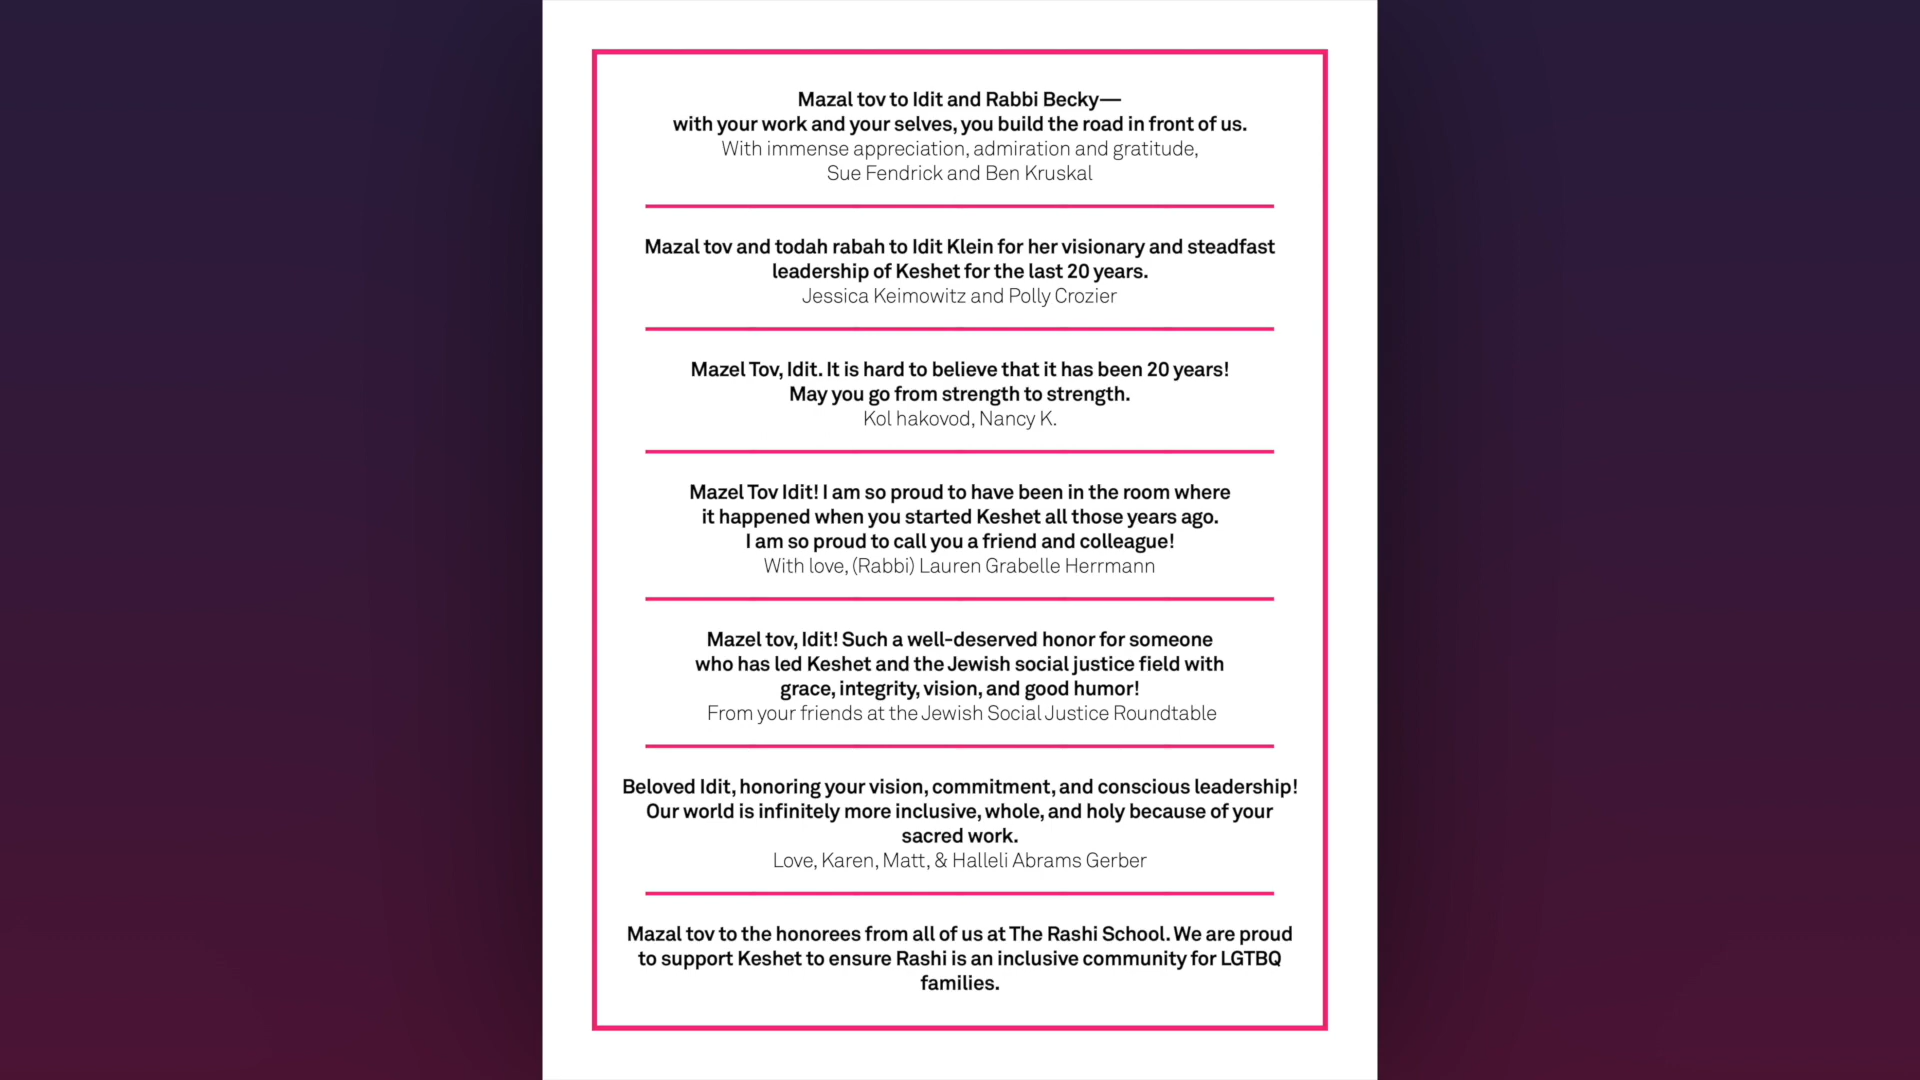 Mazal tov to Idit and Rabbi Becky—
with your work and your selves, you build the road in front of us.
With immense appreciation, admiration and gratitude,
Sue Fendrick and Ben Kruskal
Mazal tov and todah rabah to Idit Klein for her visionary and steadfast
leadership of Keshet for the last 20 years.
Jessica Keimowitz and Polly Crozier
Mazel Tov, Idit. It is hard to believe that it has been 20 years!
May you go from strength to strength.
Kol hakovod, Nancy K.
Mazel Tov Idit! I am so proud to have been in the room where
it happened when you started Keshet all those years ago.
I am so proud to call you a friend and colleague!
With love, (Rabbi) Lauren Grabelle Herrmann
Mazel tov, Idit! Such a well-deserved honor for someone
who has led Keshet and the Jewish social justice field with
grace, integrity, vision, and good humor!
From your friends at the Jewish Social Justice Roundtable
Beloved Idit, honoring your vision, commitment, and conscious leadership!
Our world is infinitely more inclusive, whole, and holy because of your
sacred work.
Love, Karen, Matt, & Halleli Abrams Gerber
Mazal tov to the honorees from all of us at The Rashi School. We are proud
to support Keshet to ensure Rashi is an inclusive community for LGTBQ
families.